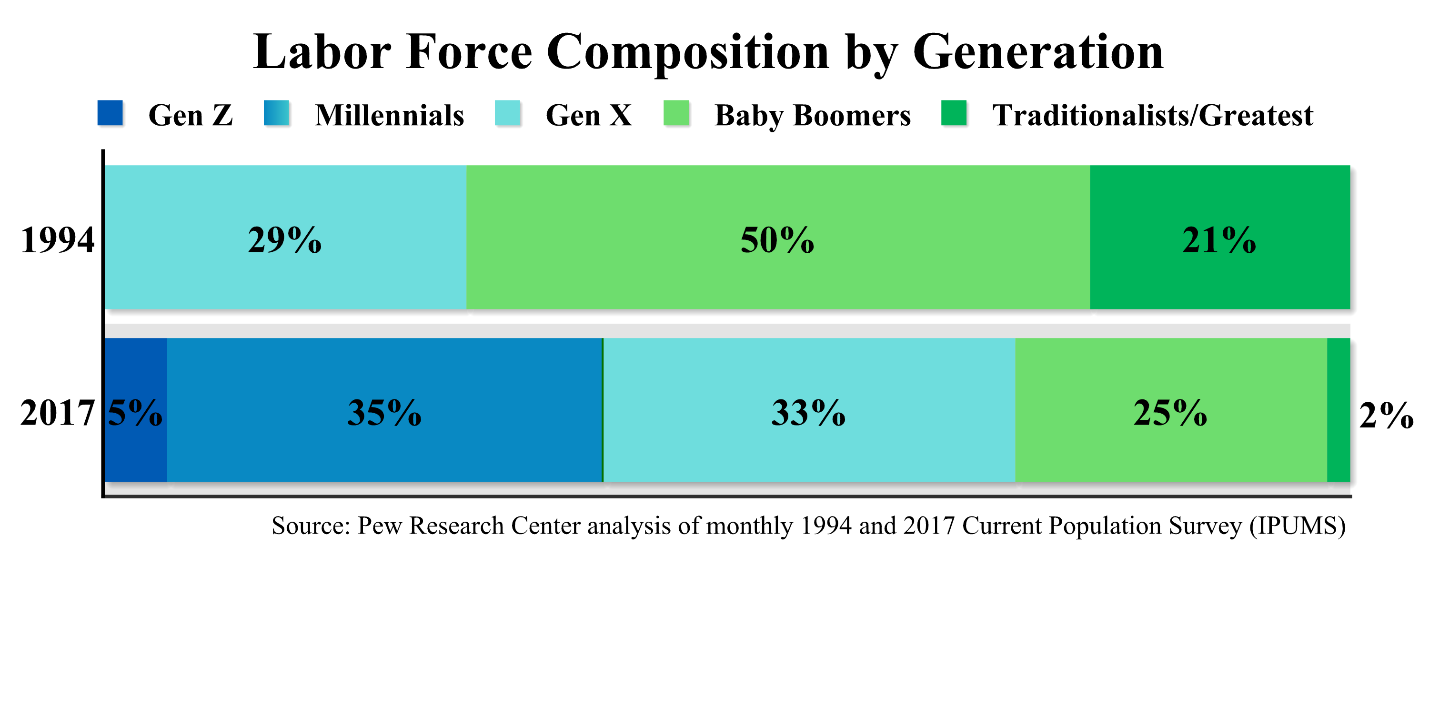 Labor Force Composition by Generation
Gen Z Millennials Gen X Baby Boomers Traditionalists/Greatest
1994 29% 50% 21%
2017 5% 35% 33% 25% 2%
Source: Pew Research Center analysis of monthly 1994 and 2017 Current Population Survey (IPUMS)